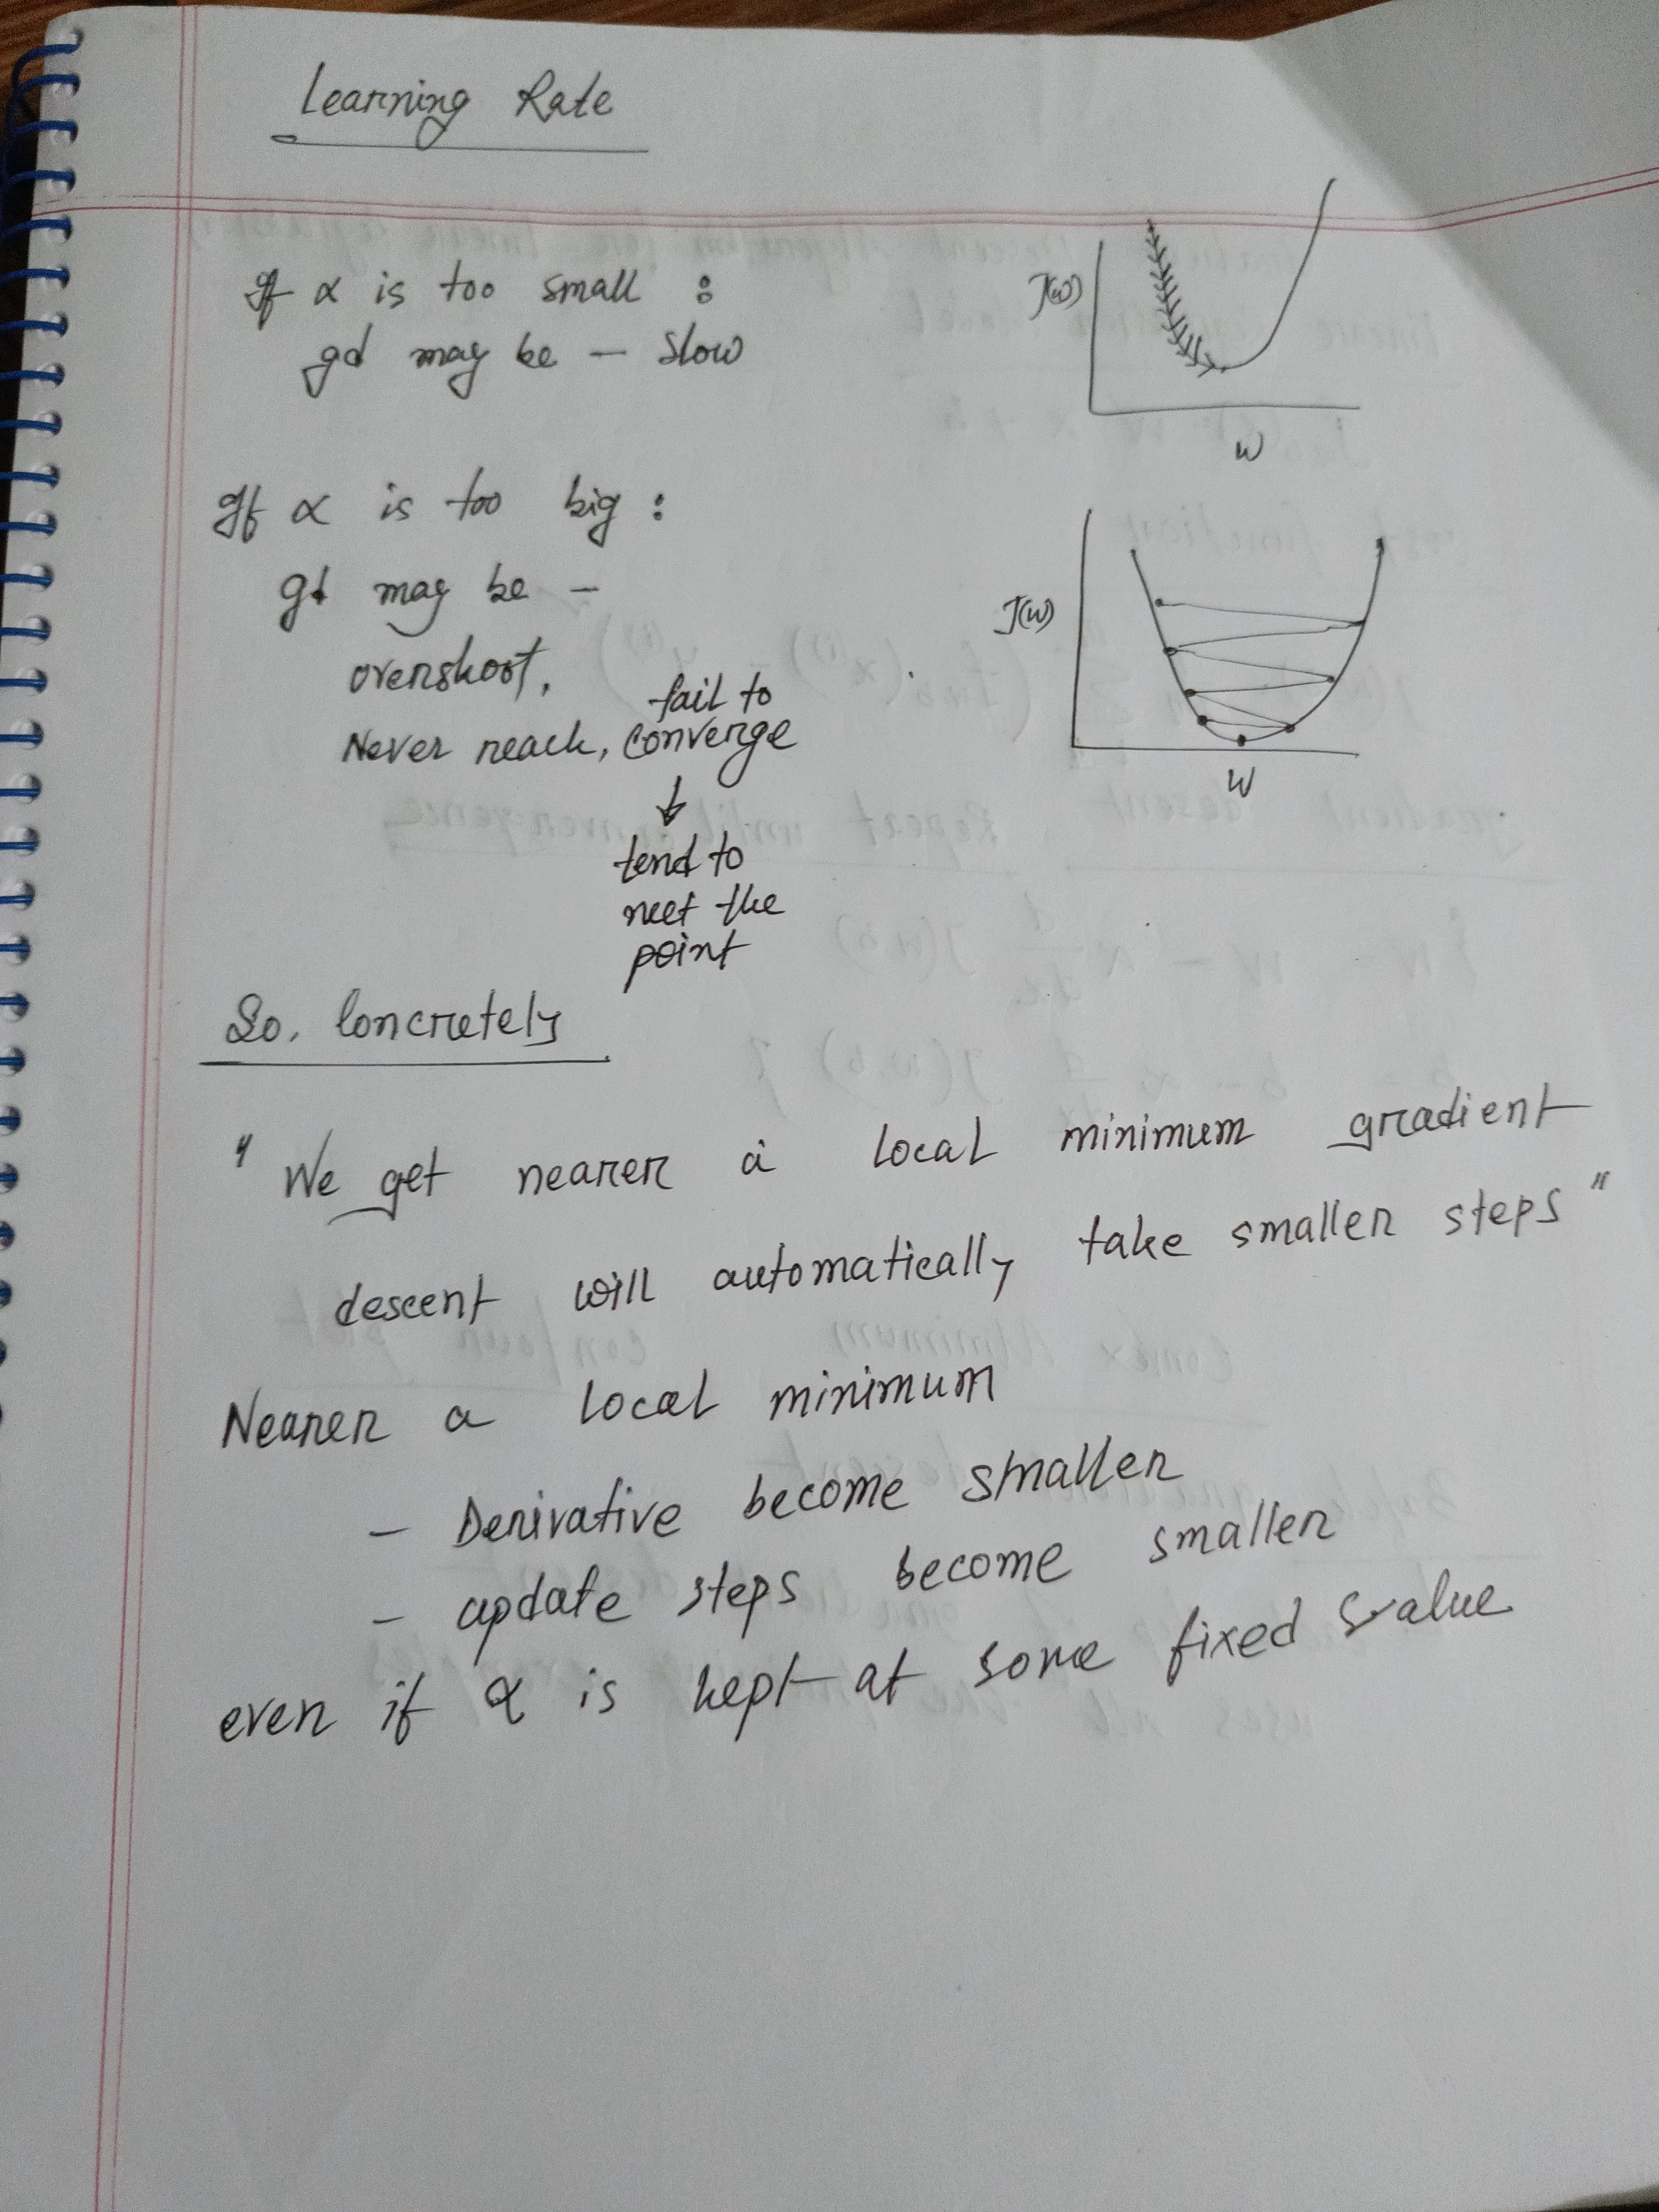 Learning Rate
If α is too small :
gd may be – slow
J(w)
w
If α is too big :
gd may be –
overshoot,
fail to
Never reach, converge
↓
tend to
meet the
point
J(w)
w
So, Concretely
" We get nearer a local minimum gradient
descent will automatically take smaller steps "
Nearer a local minimum
– Derivative become smaller
– update steps become smaller
even if α is kept at some fixed value